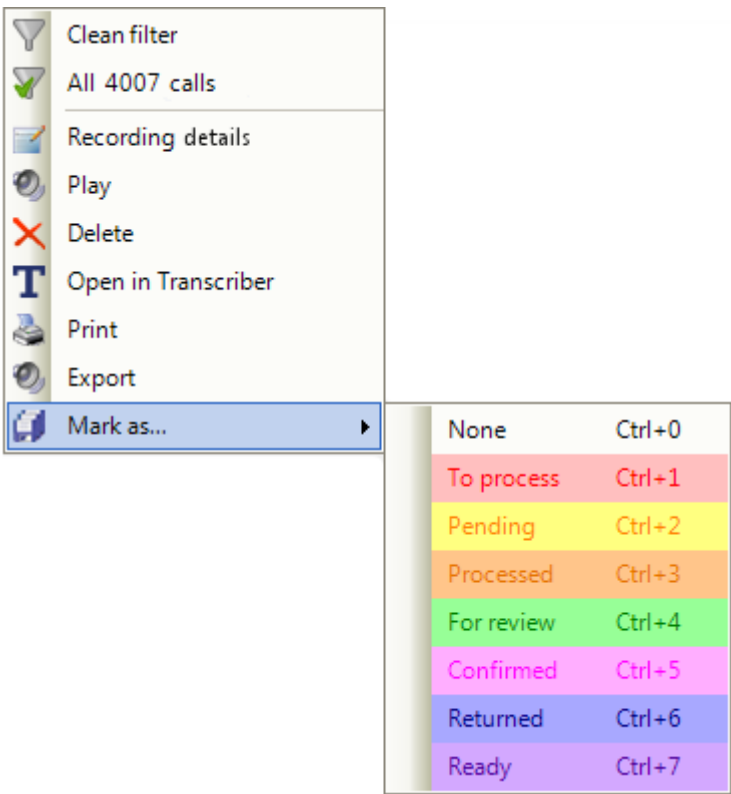 Clean filter
All 4007 calls
Recording details
Play
Delete
Open in Transcriber
Print
Export
Mark as...
None Ctrl+0
To process Ctrl+1
Pending Ctrl+2
Processed Ctrl+3
For review Ctrl+4
Confirmed Ctrl+5
Returned Ctrl+6
Ready Ctrl+7